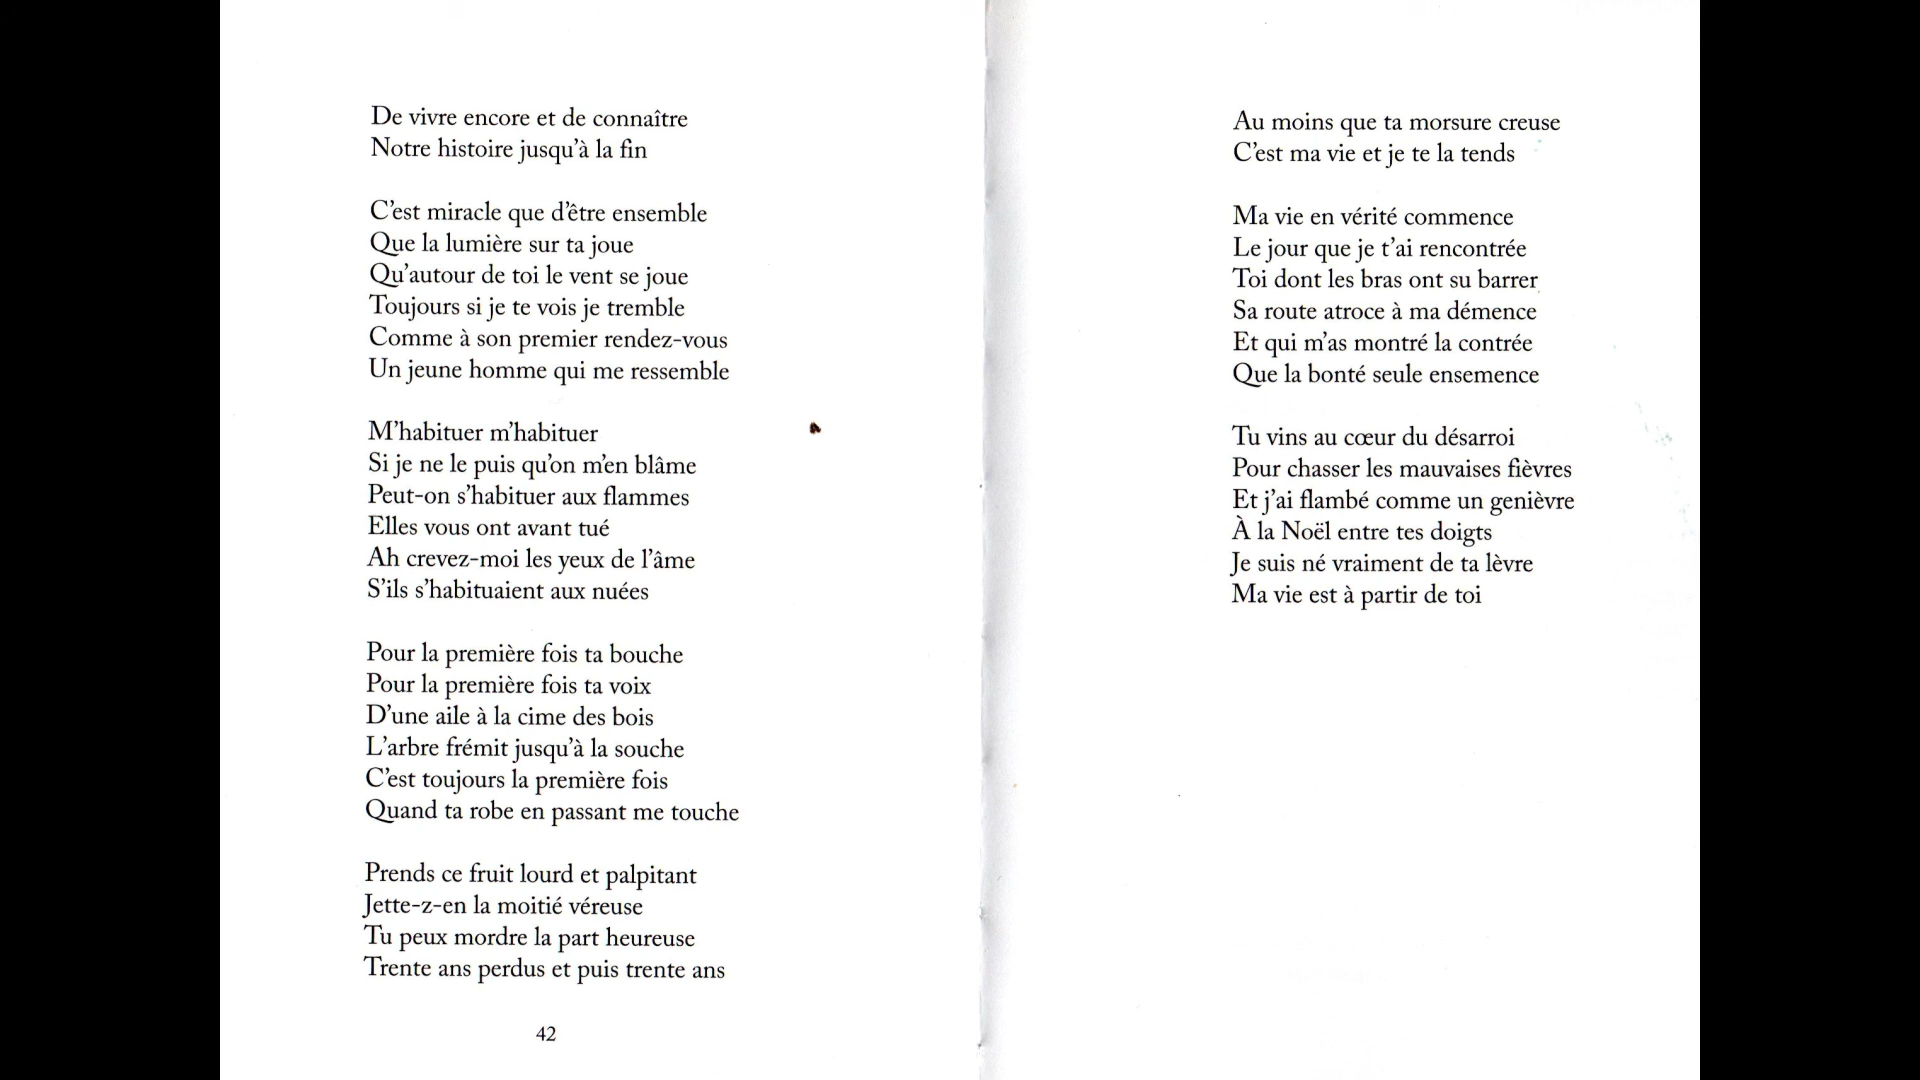 De vivre encore et de connaître
Notre histoire jusqu'à la fin
C'est miracle que d'être ensemble
Que la lumière sur ta joue
Qu'autour de toi le vent se joue
Toujours si je te vois je tremble
Comme à son premier rendez-vous
Un jeune homme qui me ressemble
M'habituer m'habituer
Si je ne le puis qu'on m'en blâme
Peut-on s'habituer aux flammes
Elles vous ont avant tué
Ah crevez-moi les yeux de l'âme
S'ils s'habituaient aux nuées
Pour la première fois ta bouche
Pour la première fois ta voix
D'une aile à la cime des bois
L'arbre frémit jusqu'à la souche
C'est toujours la première fois
Quand ta robe en passant me touche
Prends ce fruit lourd et palpitant
Jette-z-en la moitié véreuse
Tu peux mordre la part heureuse
Trente ans perdus et puis trente ans
42
Au moins que ta morsure creuse
C'est ma vie et je te la tends
Ma vie en vérité commence
Le jour que je t'ai rencontrée
Toi dont les bras ont su barrer
Sa route atroce à ma démence
Et qui m'as montré la contrée
Que la bonté seule ensemence
Tu vins au cœur du désarroi
Pour chasser les mauvaises fièvres
Et j'ai flambé comme un genièvre
À la Noël entre tes doigts
Je suis né vraiment de ta lèvre
Ma vie est à partir de toi